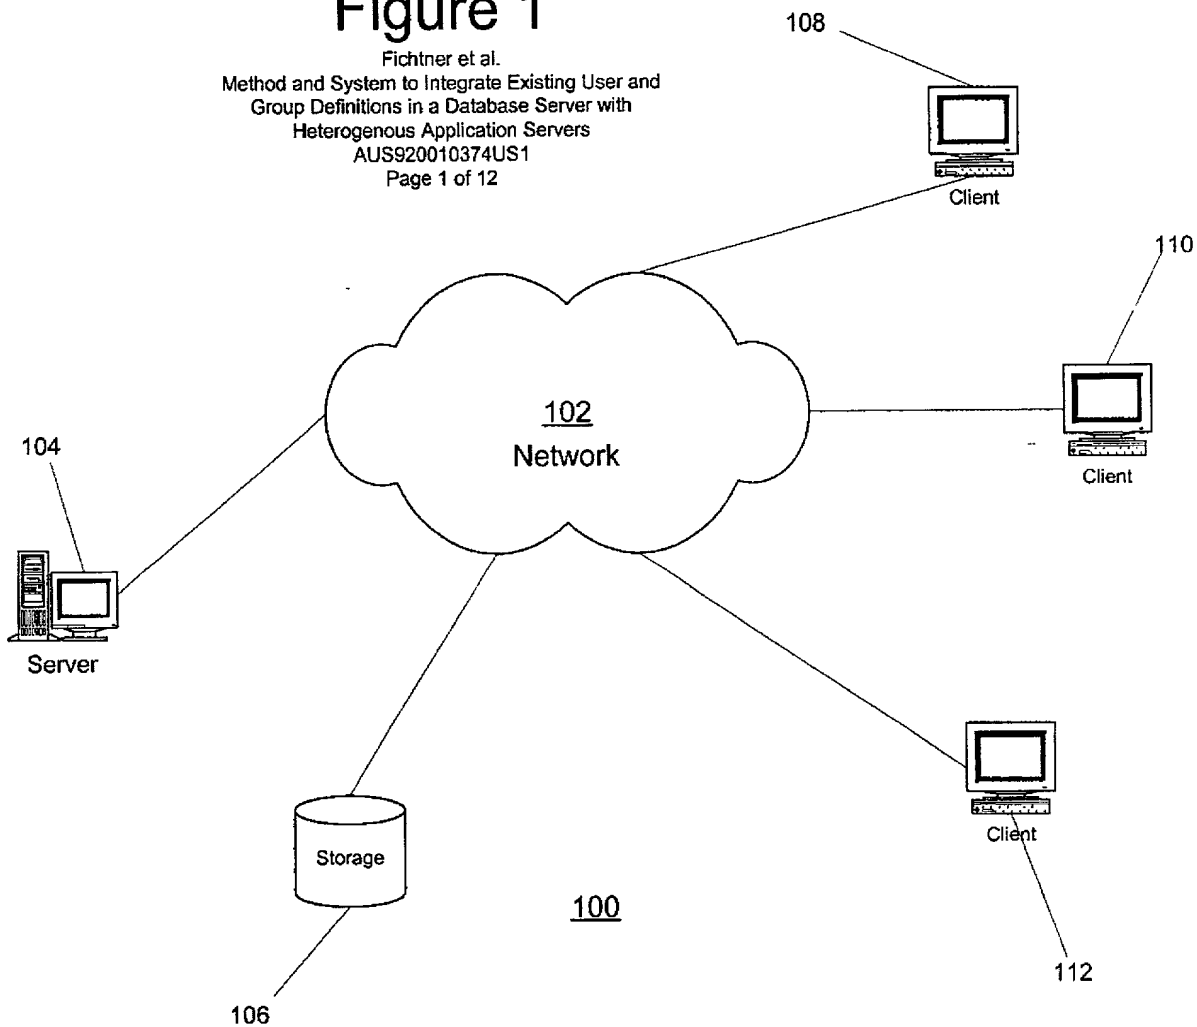 Figure 1
Fichtner et al.
Method and System to Integrate Existing User and
Group Definitions in a Database Server with
Heterogenous Application Servers
AUS920010374US1
Page 1 of 12
108
Client
110
Client
102
Network
104
Server
Client
112
Storage
106
100